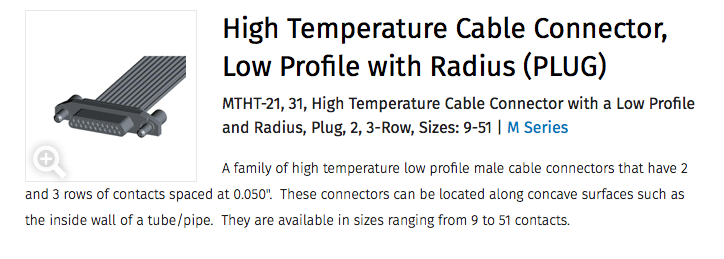 High Temperature Cable Connector,
Low Profile with Radius (PLUG)
MTHT-21, 31, High Temperature Cable Connector with a Low Profile
and Radius, Plug, 2, 3-Row, Sizes: 9-51 | M Series
A family of high temperature low profile male cable connectors that have 2
and 3 rows of contacts spaced at 0.050".  These connectors can be located along concave surfaces such as
the inside wall of a tube/pipe.  They are available in sizes ranging from 9 to 51 contacts.